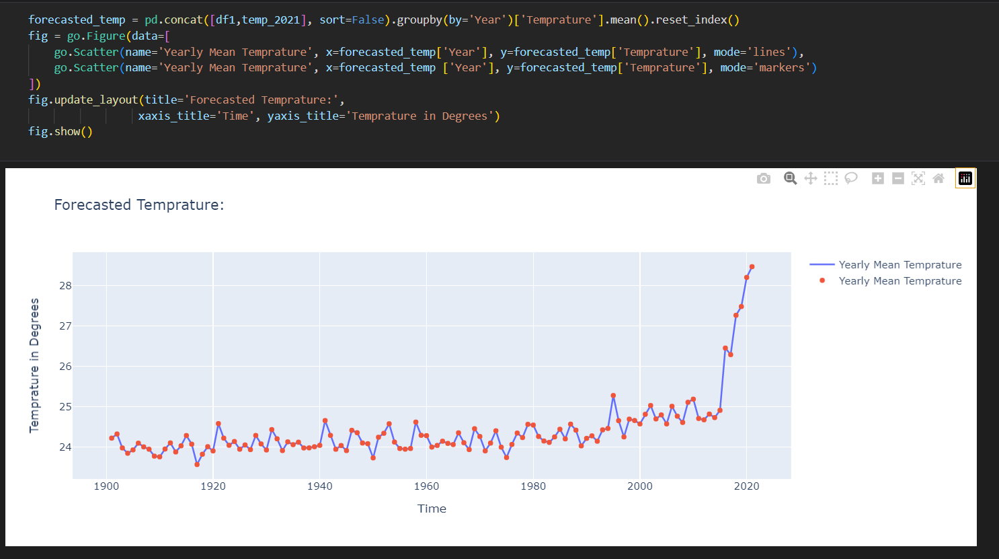 forecasted_temp = pd.concat([df1,temp_2021], sort=False).groupby(by='Year')['Temprature'].mean().reset_index()
fig = go.Figure(data=[
    go.Scatter(name='Yearly Mean Temprature', x=forecasted_temp['Year'], y=forecasted_temp['Temprature'], mode='lines'),
    go.Scatter(name='Yearly Mean Temprature', x=forecasted_temp ['Year'], y=forecasted_temp['Temprature'], mode='markers')
])
fig.update_layout(title='Forecasted Temprature:',
                 xaxis_title='Time', yaxis_title='Temprature in Degrees')
fig.show()
Forecasted Temprature:
Yearly Mean Temprature
Yearly Mean Temprature
Temprature in Degrees
28
27
26
25
24
1900 1920 1940 1960 1980 2000 2020
Time